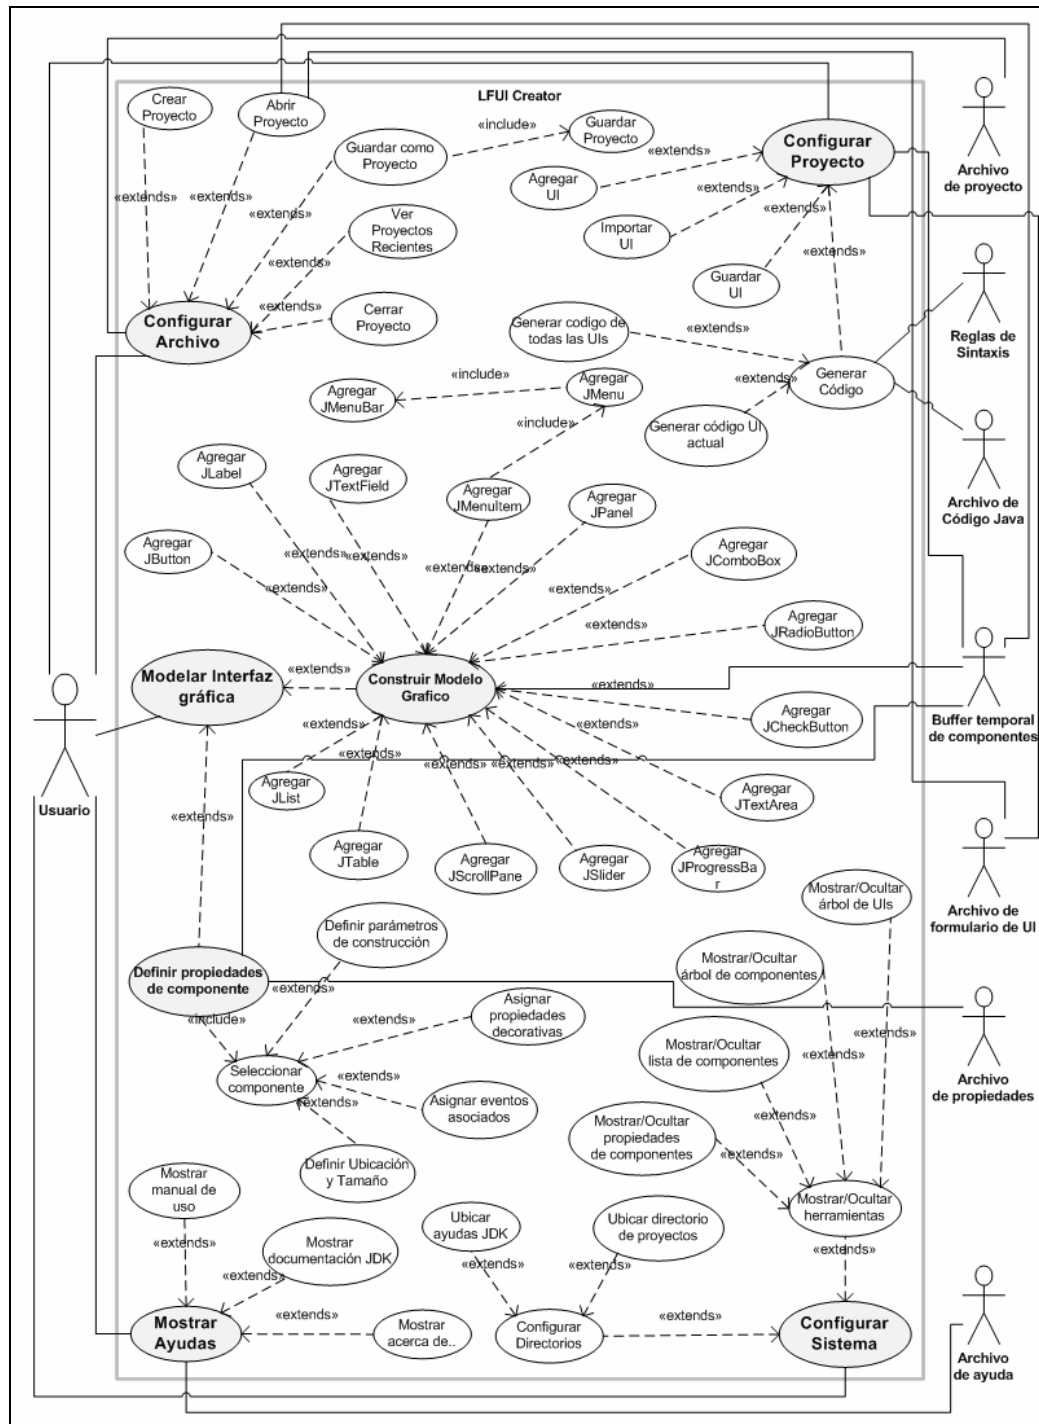 LFUI Creator
Crear
Proyecto
Abrir
Proyecto
Guardar como
Proyecto
«include»
Guardar
Proyecto
Ver
Proyectos
Recientes
Cerrar
Proyecto
«extends»
«extends»
«extends»
«extends»
«extends»
Configurar
Archivo
Configurar
Proyecto
Agregar
UI
«extends»
Importar
UI
«extends»
Guardar
UI
«extends»
«extends»
Generar codigo de
todas las UIs
«extends»
Generar
Código
«extends»
Generar código UI
actual
Archivo
de proyecto
Reglas de
Sintaxis
Archivo de
Código Java
Agregar
JMenuBar
«include»
Agregar
JMenu
«include»
Agregar
JLabel
Agregar
JTextField
Agregar
JMenuItem
Agregar
JPanel
Agregar
JButton
Agregar
JComboBox
Agregar
JRadioButton
«extends»
«extends»
«extends»
«extends»
«extends»
«extends»
«extends»
Modelar Interfaz
gráfica
«extends»
Construir Modelo
Grafico
«extends»
Agregar
JCheckButton
Buffer temporal
de componentes
Usuario
«extends»
«extends»
«extends»
«extends»
«extends»
«extends»
Agregar
JList
Agregar
JTable
Agregar
JScrollPane
Agregar
JSlider
Agregar
JProgressBa
r
Agregar
JTextArea
«extends»
Archivo de
formulario de UI
Definir propiedades
de componente
«include»
Definir parámetros
de construcción
«extends»
Asignar
propiedades
decorativas
«extends»
Seleccionar
componente
«extends»
Asignar eventos
asociados
«extends»
Definir Ubicación
y Tamaño
Mostrar/Ocultar
árbol de UIs
Mostrar/Ocultar
árbol de componentes
Mostrar/Ocultar
lista de componentes
Mostrar/Ocultar
propiedades
de componentes
«extends»
«extends»
«extends»
«extends»
Mostrar/Ocultar
herramientas
«extends»
Archivo
de propiedades
Mostrar
manual de
uso
«extends»
Mostrar
documentación JDK
«extends»
Mostrar
Ayudas
«extends»
Mostrar
acerca de..
Ubicar
ayudas JDK
«extends»
Ubicar directorio
de proyectos
«extends»
Configurar
Directorios
«extends»
Configurar
Sistema
Archivo
de ayuda